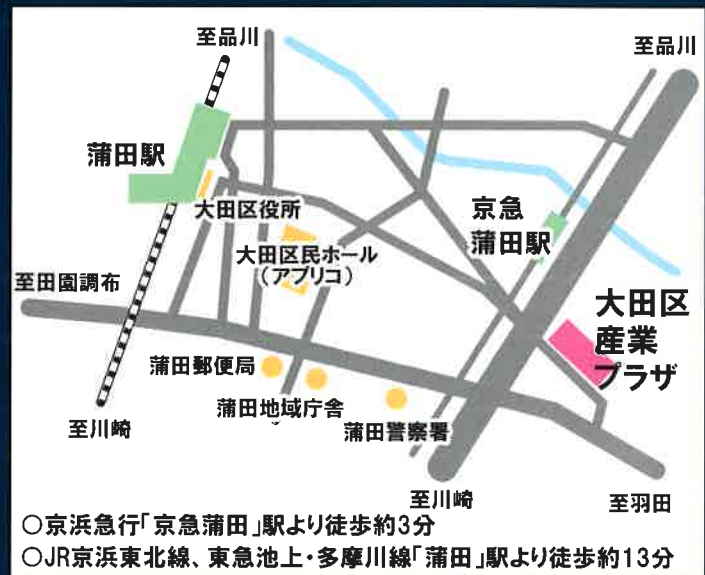 至品川
至品川
蒲田駅
大田区役所
京急
蒲田駅
大田区民ホール
(アプリコ)
至田園調布
大田区
産業
プラザ
蒲田郵便局
蒲田地域庁舎
蒲田警察署
至川崎
至川崎
至羽田
○京浜急行「京急蒲田」駅より徒歩約3分
○JR京浜東北線、東急池上・多摩川線「蒲田」駅より徒歩約13分